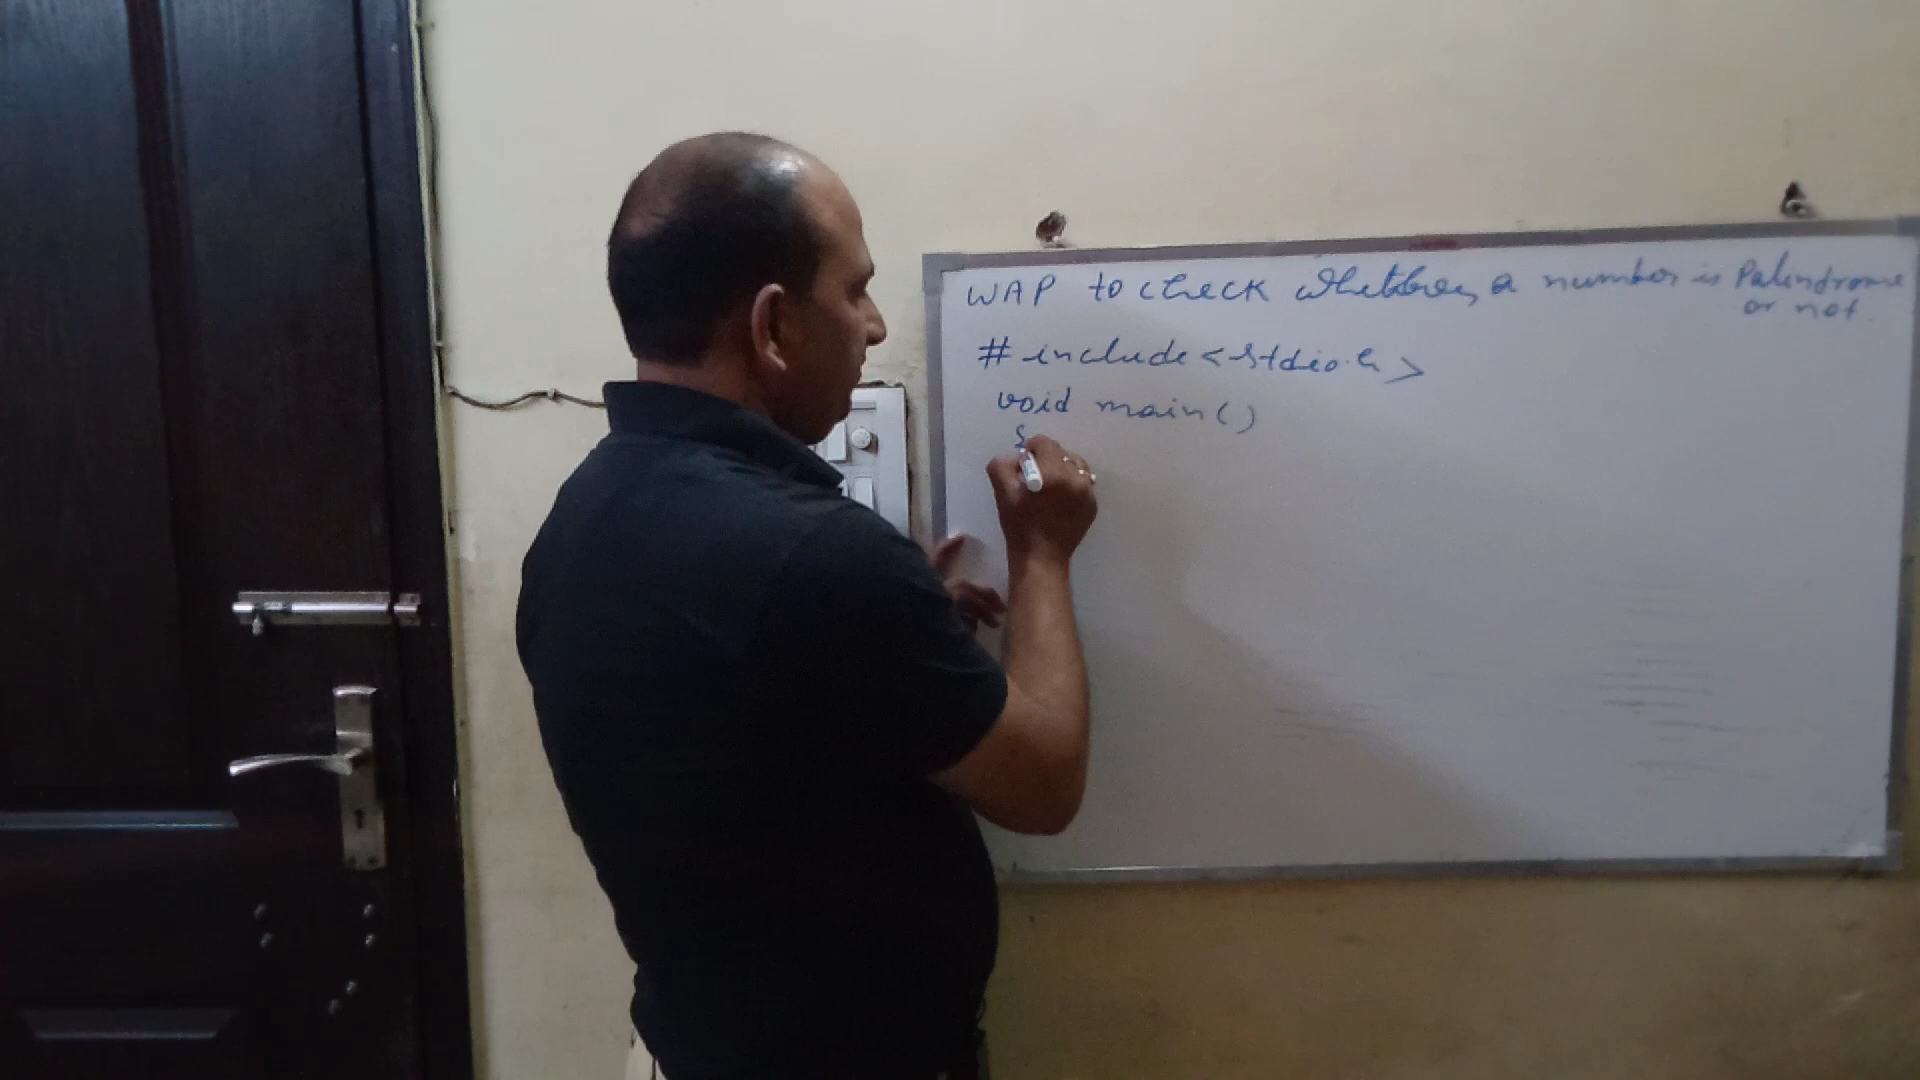 WAP to check whether a number is Palindrome
or not.
#include<stdio.h>
void main()
{